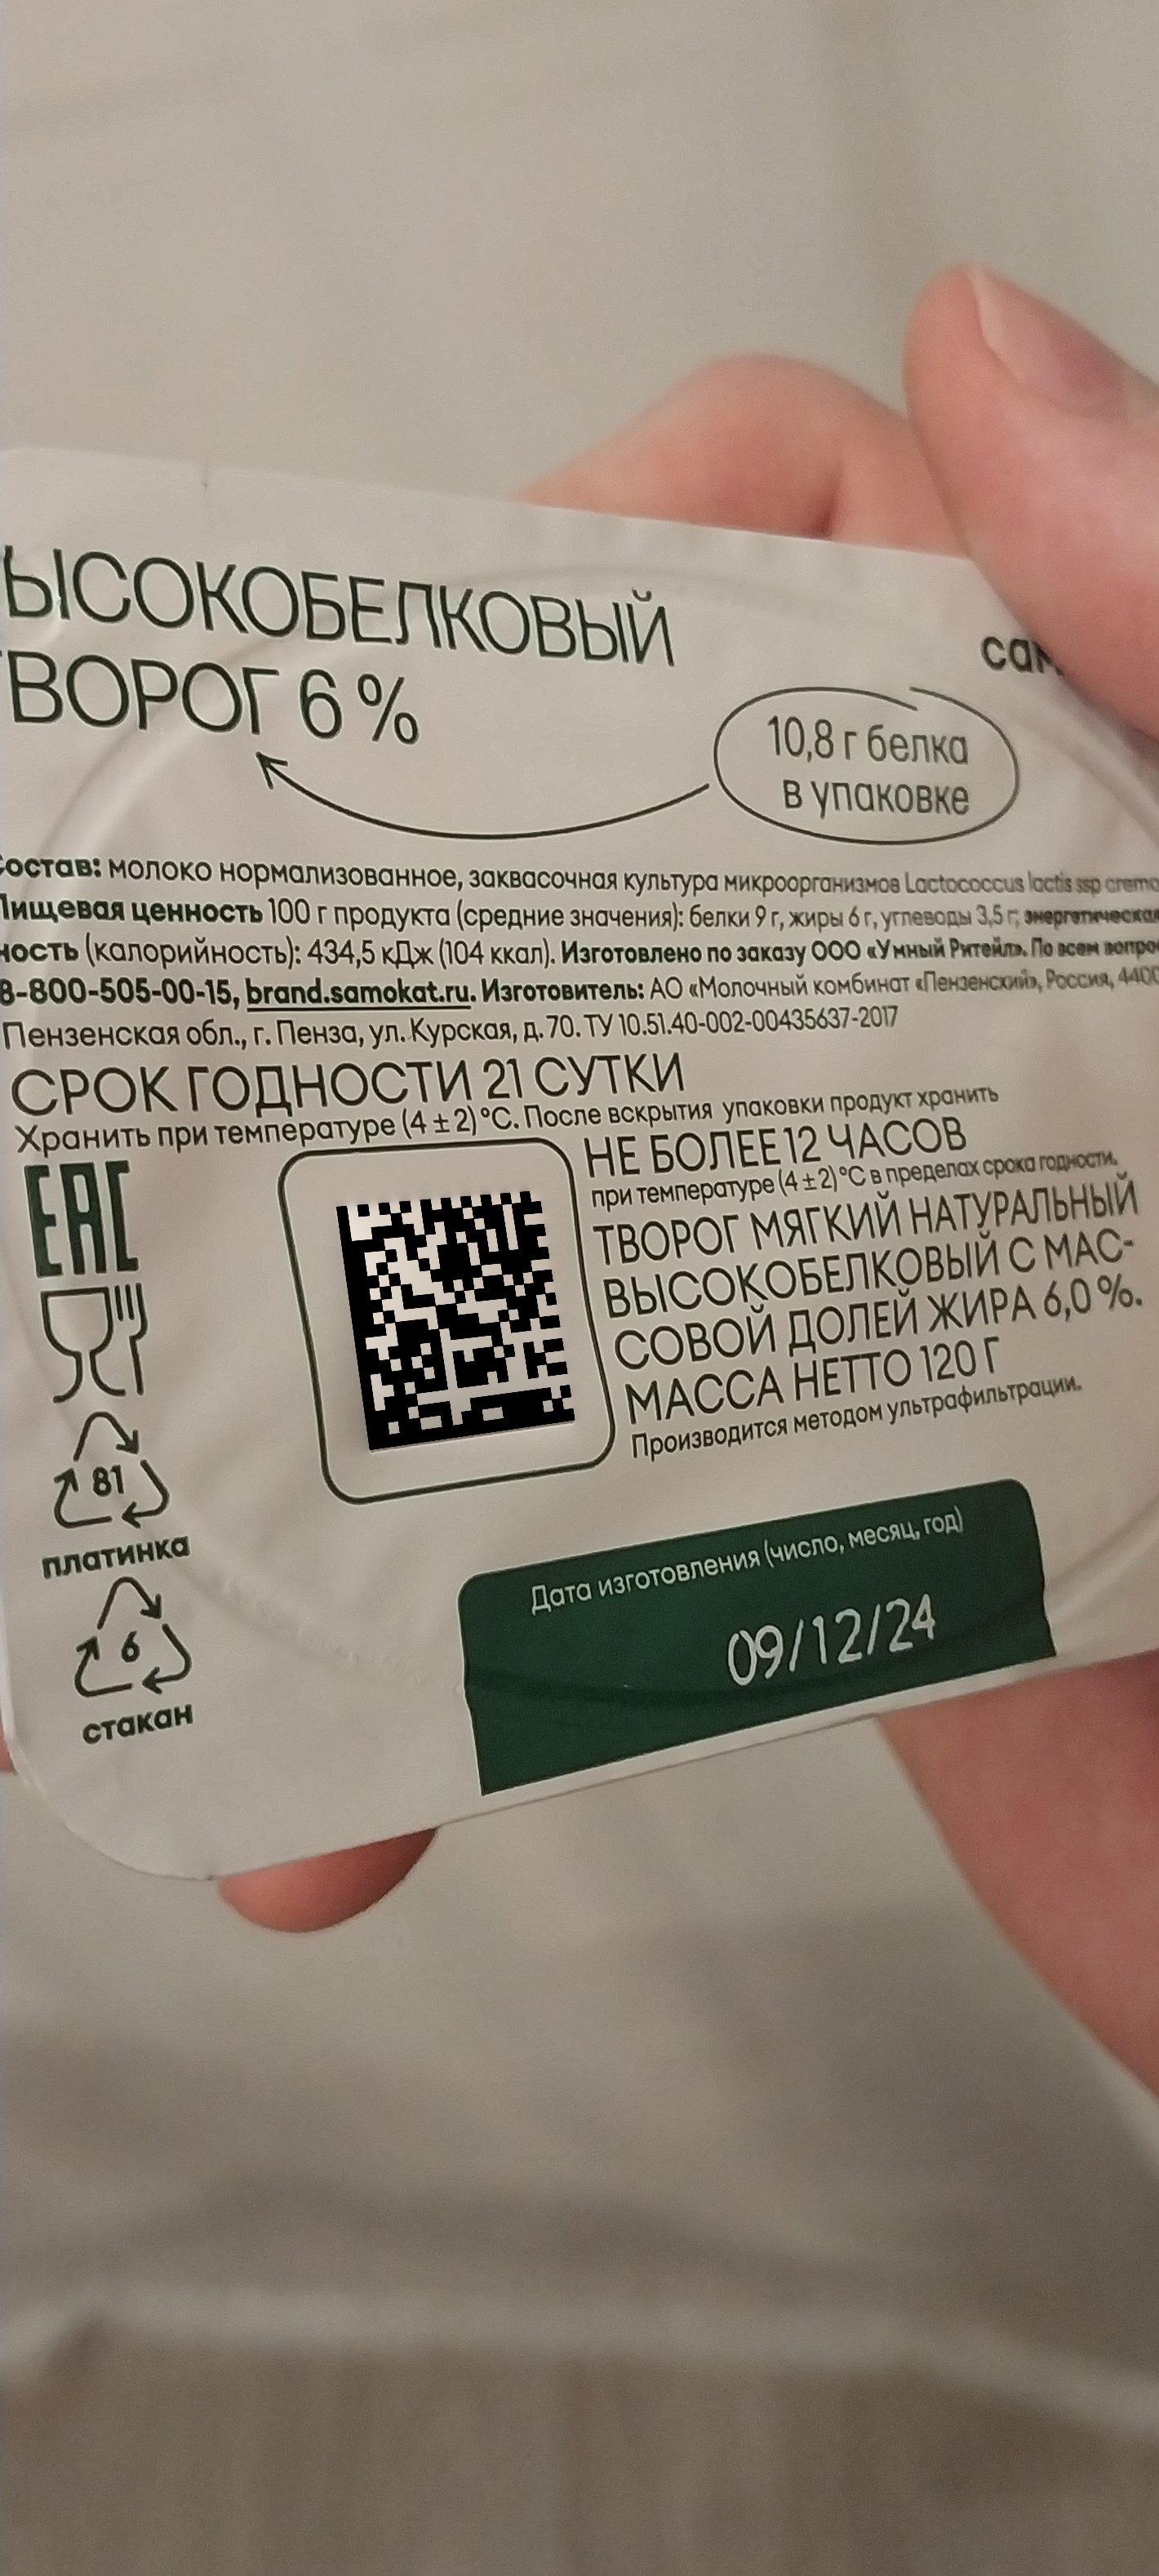 ЫСОКОБЕЛКОВЫЙ
ТВОРОГ 6 %
10,8 г белка
в упаковке
Состав: молоко нормализованное, заквасочная культура микроорганизмов Lactococcus lactis ssp cremo
Пищевая ценность 100 г продукта (средние значения): белки 9 г, жиры 6 г, углеводы 3,5 г; энергетическая
ность (калорийность): 434,5 кДж (104 ккал). Изготовлено по заказу ООО «Умный Ритейл». По всем вопро
8-800-505-00-15, brand.samokat.ru. Изготовитель: АО «Молочный комбинат «Пензенский», Россия, 4400
Пензенская обл., г. Пенза, ул. Курская, д. 70. ТУ 10.51.40-002-00435637-2017
СРОК ГОДНОСТИ 21 СУТКИ
Хранить при температуре (4 ± 2) °С. После вскрытия упаковки продукт хранить
НЕ БОЛЕЕ 12 ЧАСОВ
при температуре (4 ± 2) °С в пределах срока годности.
ТВОРОГ МЯГКИЙ НАТУРАЛЬНЫЙ
ВЫСОКОБЕЛКОВЫЙ С МАС-
СОВОЙ ДОЛЕЙ ЖИРА 6,0 %.
МАССА НЕТТО 120 Г
Производится методом ультрафильтрации.
EAC
81
платинка
6
стакан
Дата изготовления (число, месяц, год)
09/12/24